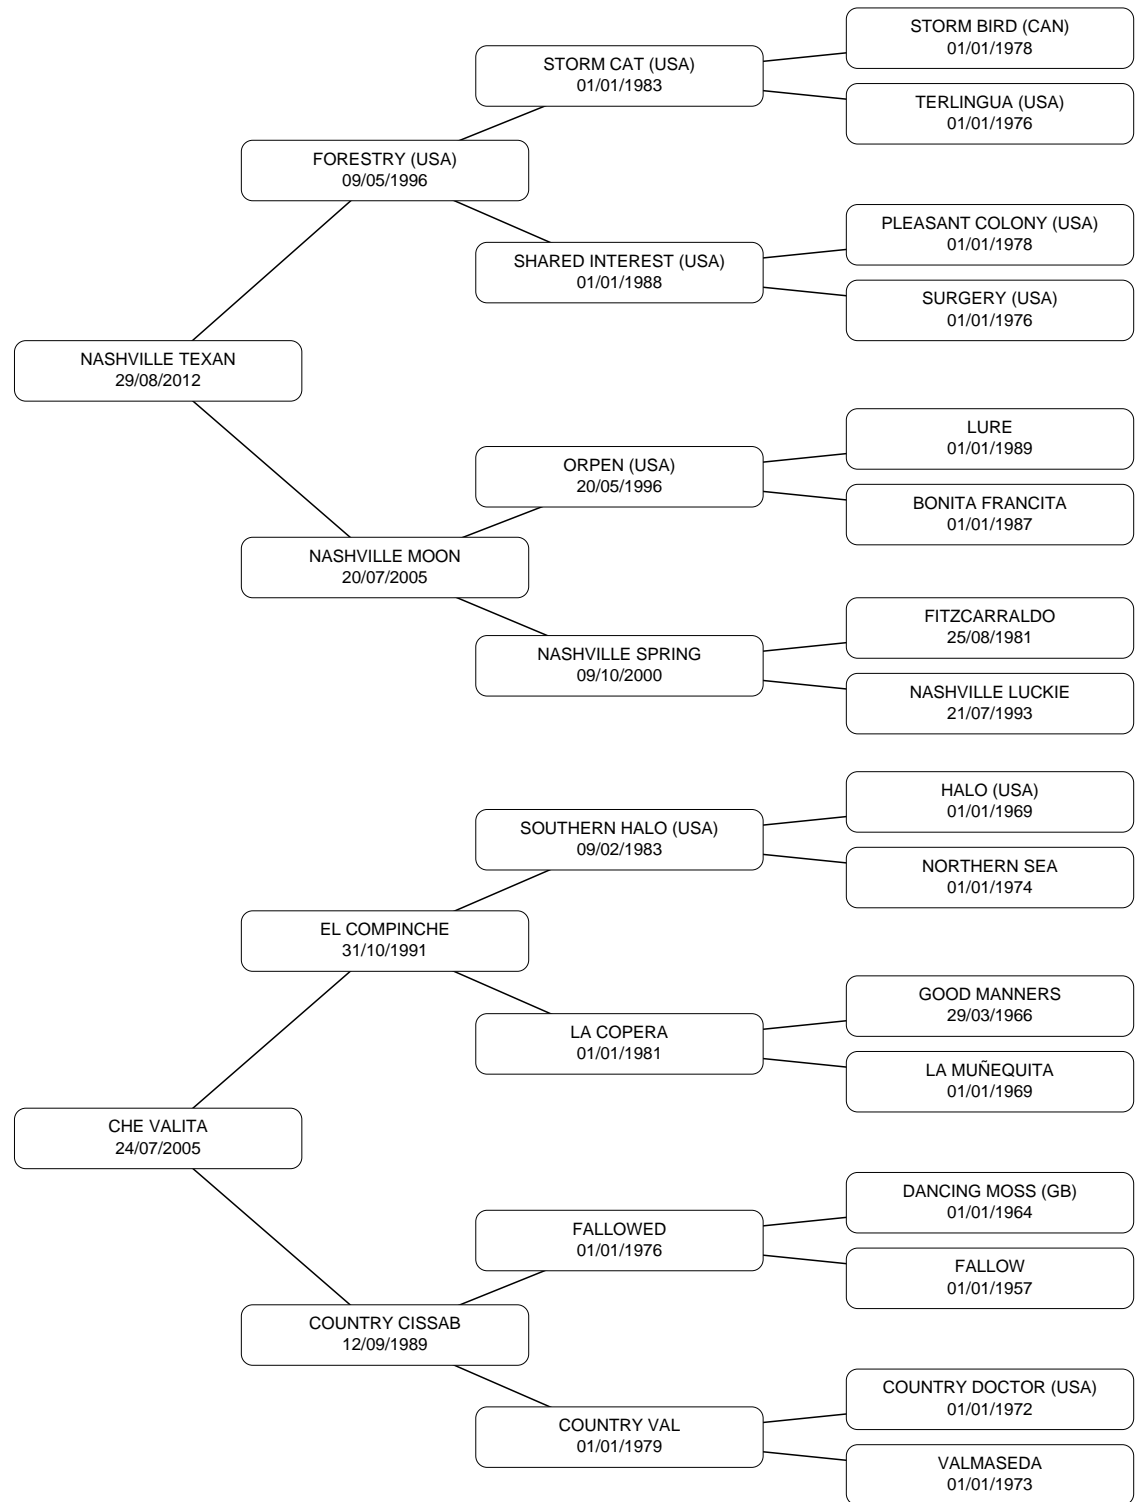 STORM BIRD (CAN)
01/01/1978
STORM CAT (USA)
01/01/1983
TERLINGUA (USA)
01/01/1976
FORESTRY (USA)
09/05/1996
PLEASANT COLONY (USA)
01/01/1978
SHARED INTEREST (USA)
01/01/1988
SURGERY (USA)
01/01/1976
NASHVILLE TEXAN
29/08/2012
LURE
01/01/1989
ORPEN (USA)
20/05/1996
BONITA FRANCITA
01/01/1987
NASHVILLE MOON
20/07/2005
FITZCARRALDO
25/08/1981
NASHVILLE SPRING
09/10/2000
NASHVILLE LUCKIE
21/07/1993
HALO (USA)
01/01/1969
SOUTHERN HALO (USA)
09/02/1983
NORTHERN SEA
01/01/1974
EL COMPINCHE
31/10/1991
GOOD MANNERS
29/03/1966
LA COPERA
01/01/1981
LA MUÑEQUITA
01/01/1969
CHE VALITA
24/07/2005
DANCING MOSS (GB)
01/01/1964
FALLOWED
01/01/1976
FALLOW
01/01/1957
COUNTRY CISSAB
12/09/1989
COUNTRY DOCTOR (USA)
01/01/1972
COUNTRY VAL
01/01/1979
VALMASEDA
01/01/1973